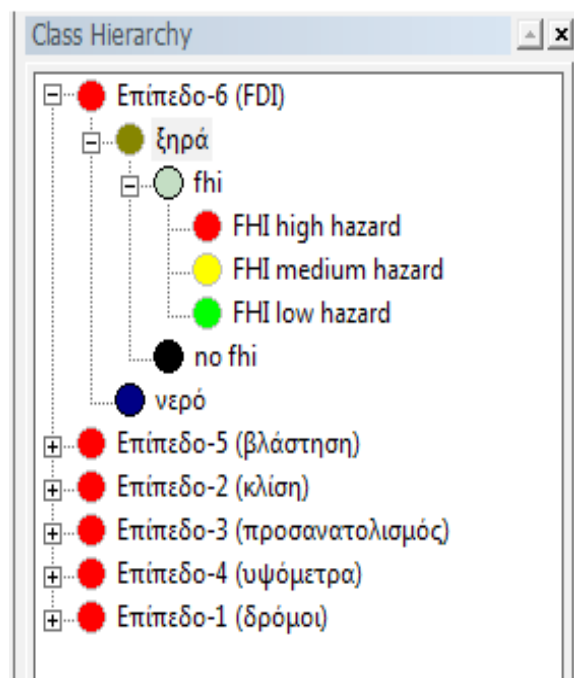 Class Hierarchy
Επίπεδο-6 (FDI)
ξηρά
fhi
FHI high hazard
FHI medium hazard
FHI low hazard
no fhi
νερό
Επίπεδο-5 (βλάστηση)
Επίπεδο-2 (κλίση)
Επίπεδο-3 (προσανατολισμός)
Επίπεδο-4 (υψόμετρα)
Επίπεδο-1 (δρόμοι)